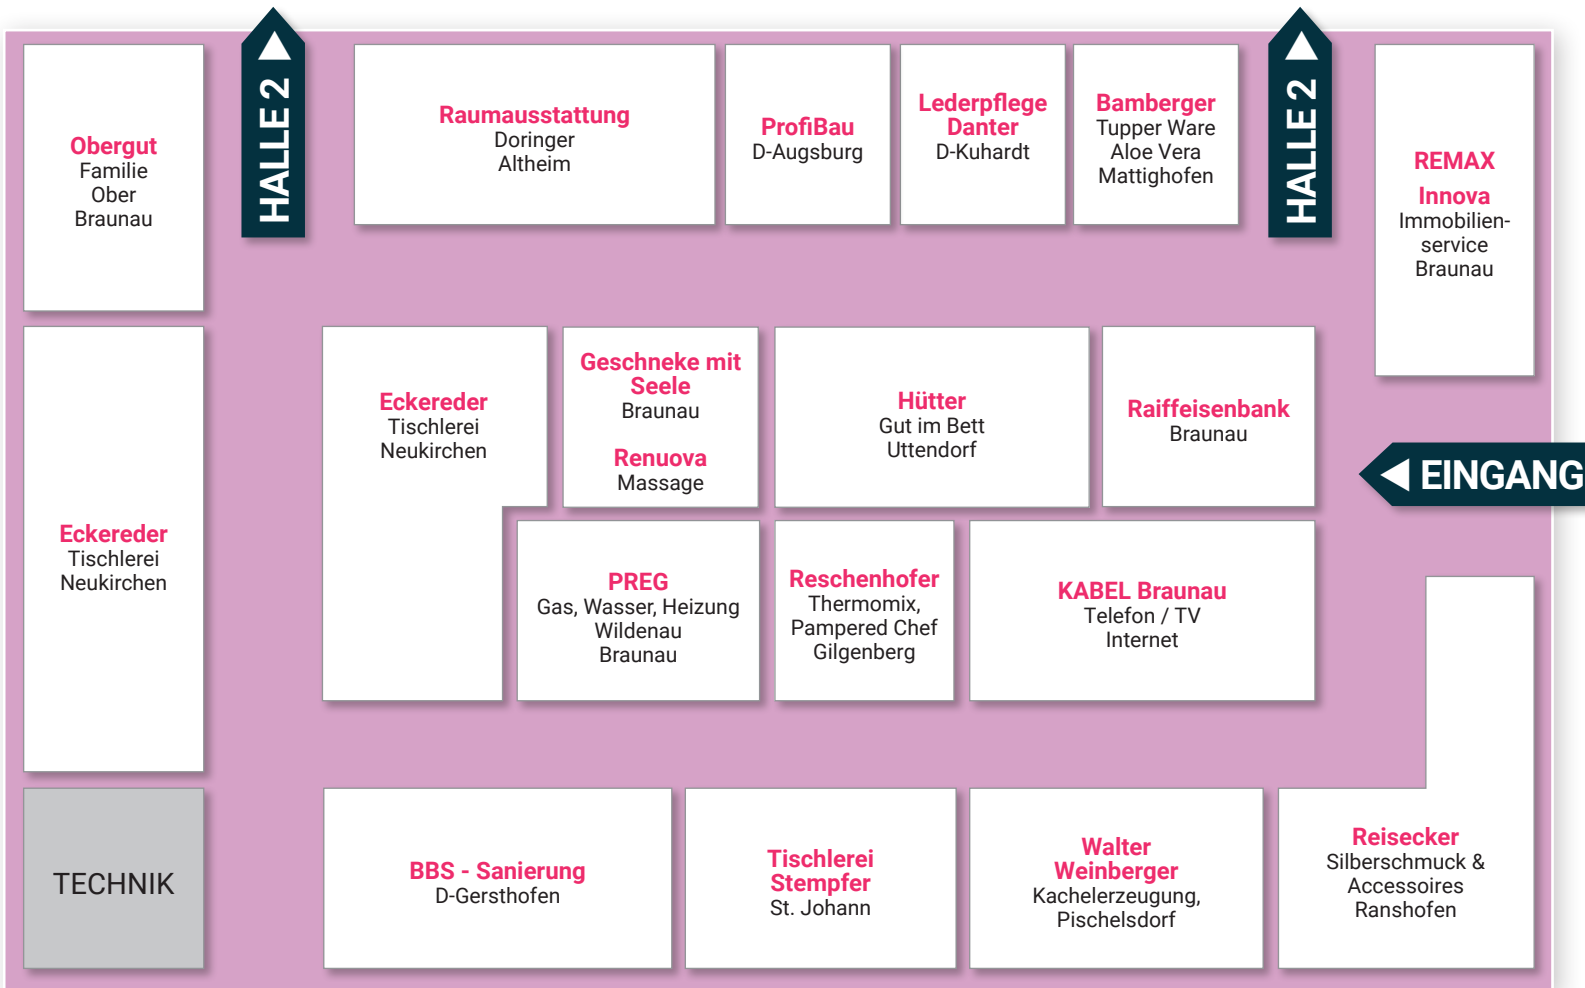 HALLE 2
HALLE 2
Obergut
Familie
Ober
Braunau
Raumausstattung
Doringer
Altheim
ProfiBau
D-Augsburg
Lederpflege
Danter
D-Kuhardt
Bamberger
Tupper Ware
Aloe Vera
Mattighofen
REMAX
Innova
Immobilien-
service
Braunau
Eckereder
Tischlerei
Neukirchen
Geschneke mit
Seele
Braunau
Renuova
Massage
Hütter
Gut im Bett
Uttendorf
Raiffeisenbank
Braunau
EINGANG
Eckereder
Tischlerei
Neukirchen
PREG
Gas, Wasser, Heizung
Wildenau
Braunau
Reschenhofer
Thermomix,
Pampered Chef
Gilgenberg
KABEL Braunau
Telefon / TV
Internet
TECHNIK
BBS - Sanierung
D-Gersthofen
Tischlerei
Stempfer
St. Johann
Walter
Weinberger
Kachelerzeugung,
Pischelsdorf
Reisecker
Silberschmuck &
Accessoires
Ranshofen